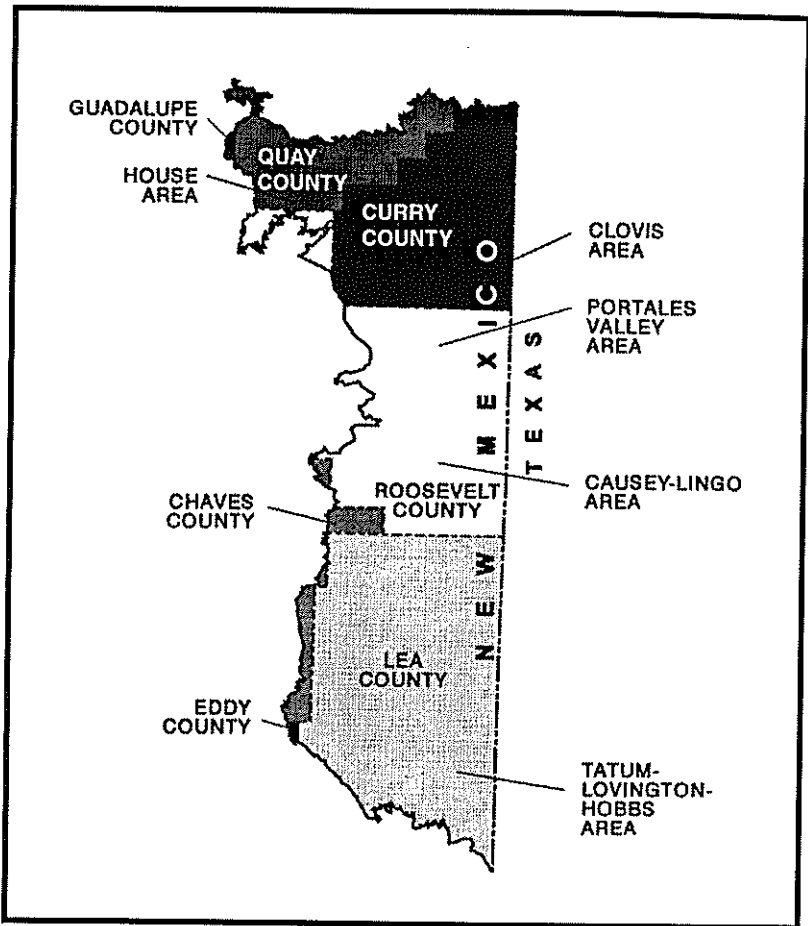 GUADALUPE
COUNTY
HOUSE
AREA
QUAY
COUNTY
CURRY
COUNTY
CLOVIS
AREA
PORTALES
VALLEY
AREA
NEW MEXICO
TEXAS
CAUSEY-LINGO
AREA
ROOSEVELT
COUNTY
CHAVES
COUNTY
LEA
COUNTY
EDDY
COUNTY
TATUM-
LOVINGTON-
HOBBS
AREA